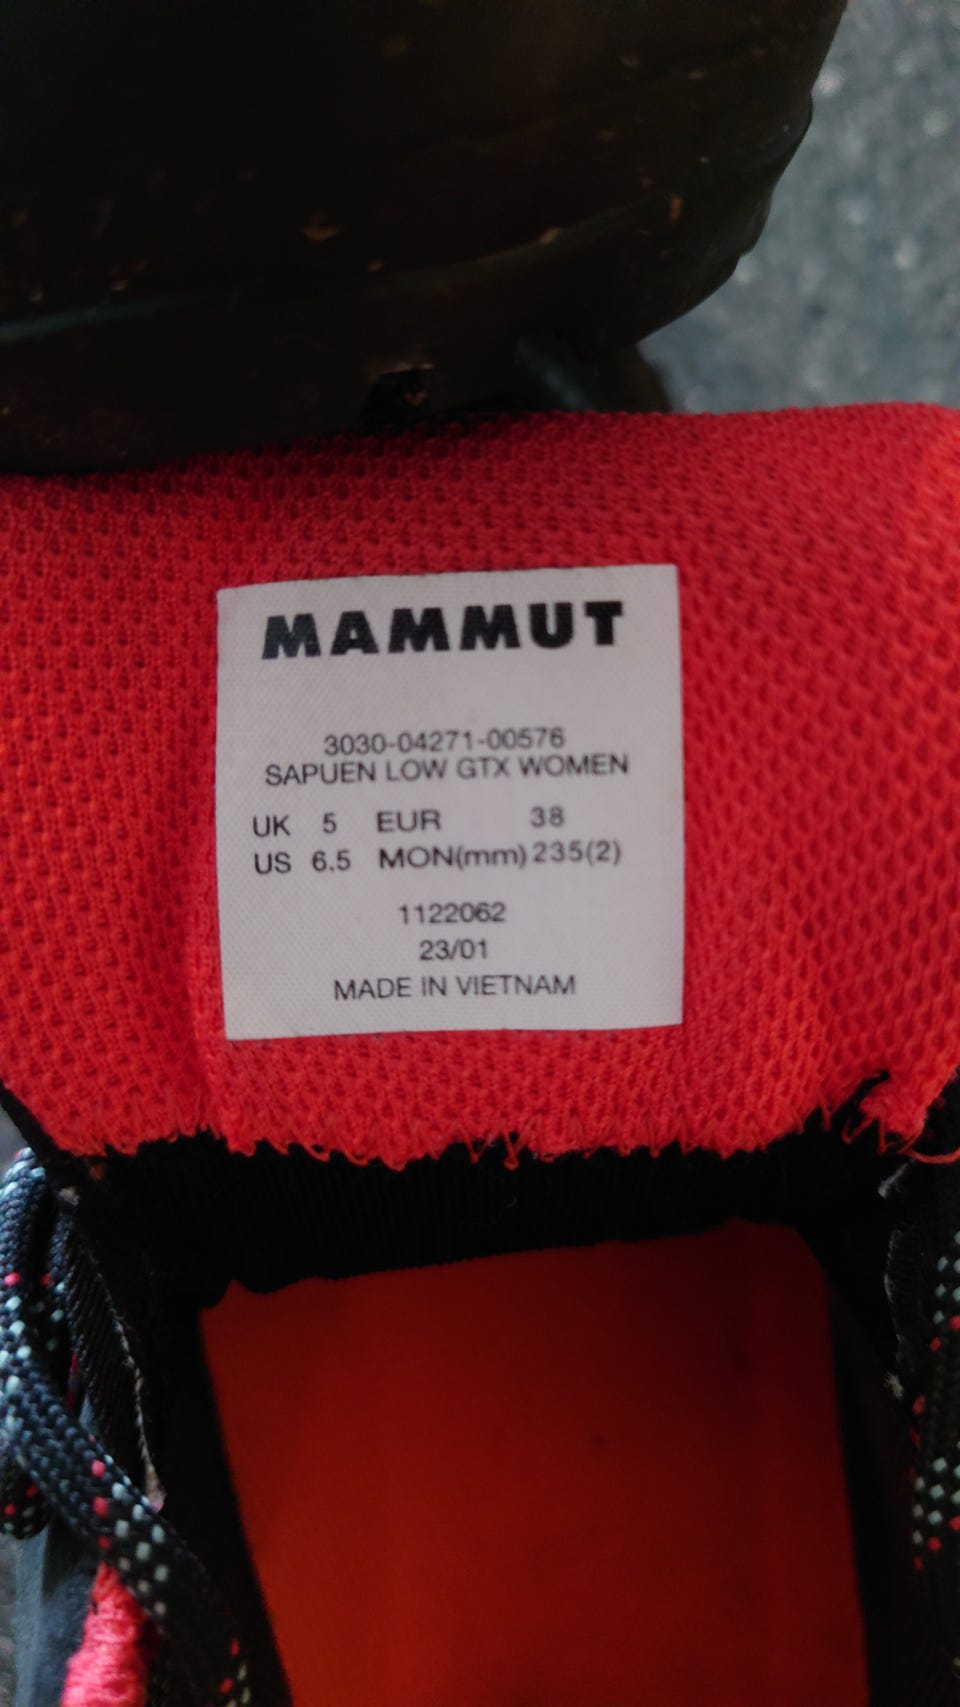 MAMMUT
3030-04271-00576
SAPUEN LOW GTX WOMEN
UK 5 EUR 38
US 6.5 MON(mm) 235(2)
1122062
23/01
MADE IN VIETNAM